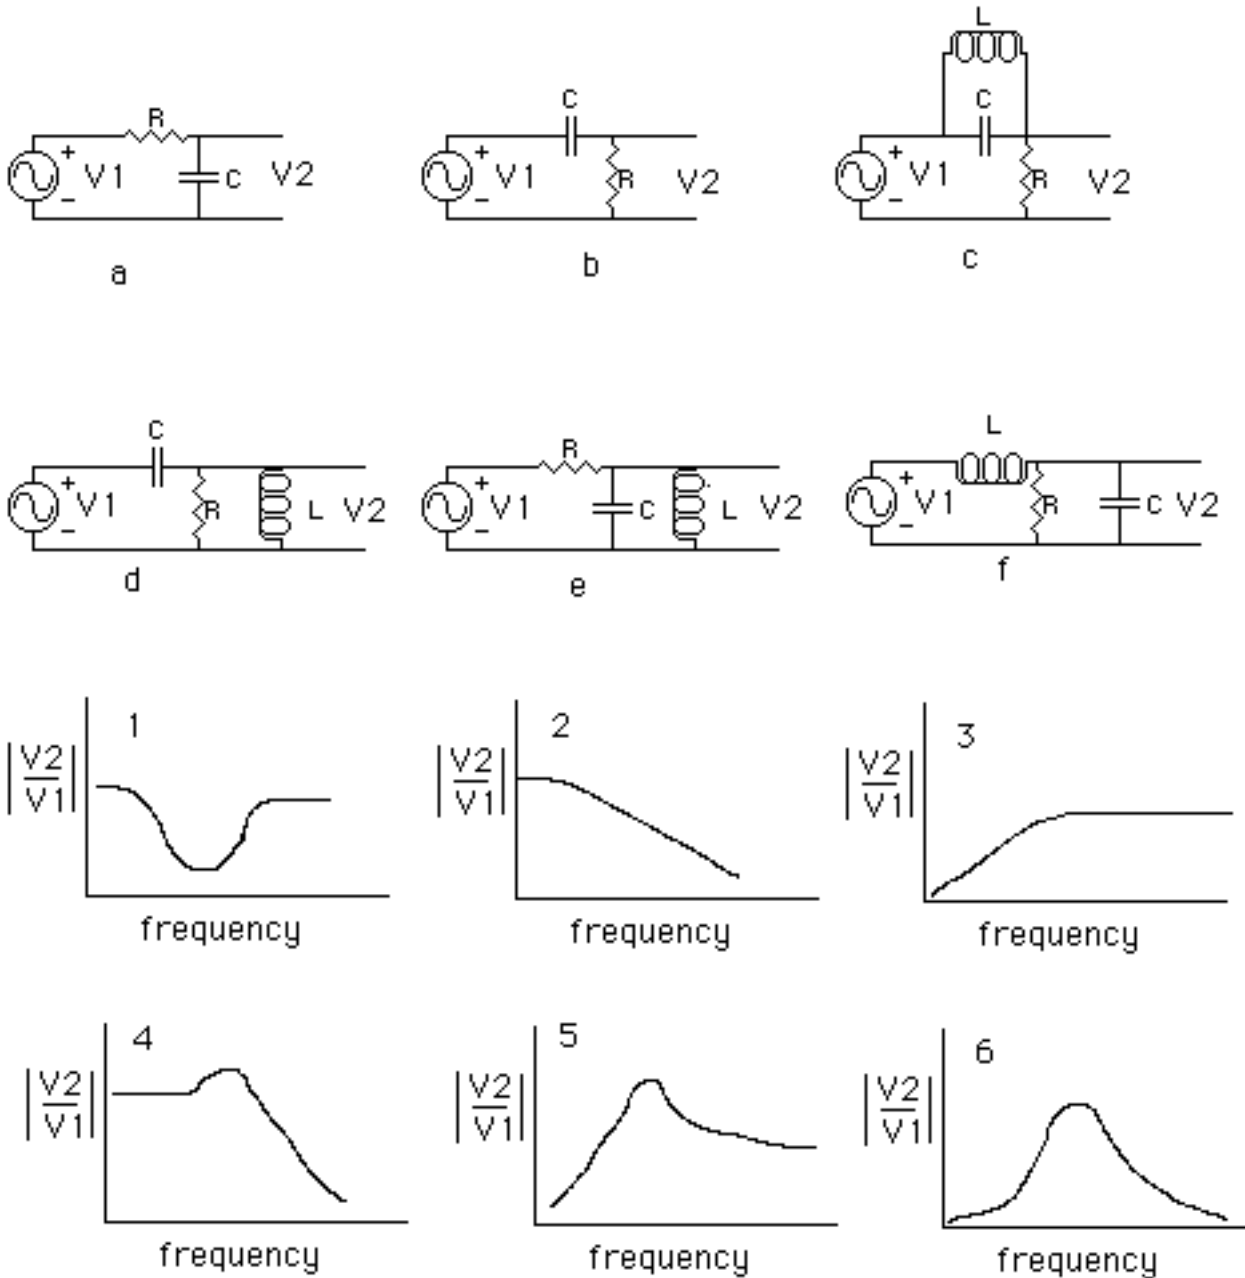 R
+
V1
C
V2
−
a
C
+
V1
R
V2
−
b
L
C
+
V1
R
V2
−
c
C
+
V1
R
L
V2
−
d
R
+
V1
C
L
V2
−
e
L
+
V1
R
C
V2
−
f
1
|V2/V1|
frequency
2
|V2/V1|
frequency
3
|V2/V1|
frequency
4
|V2/V1|
frequency
5
|V2/V1|
frequency
6
|V2/V1|
frequency